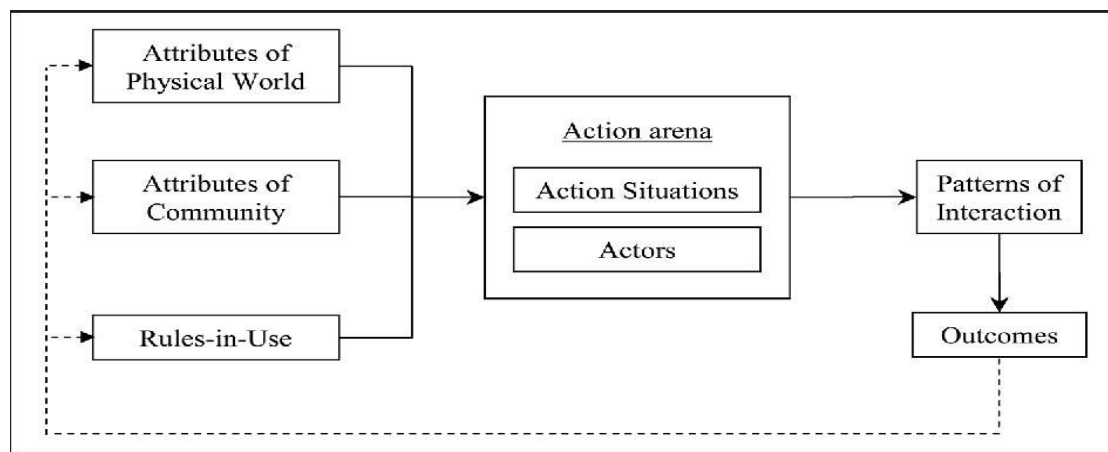 Attributes of
Physical World
Attributes of
Community
Rules-in-Use
Action arena
Action Situations
Actors
Patterns of
Interaction
Outcomes